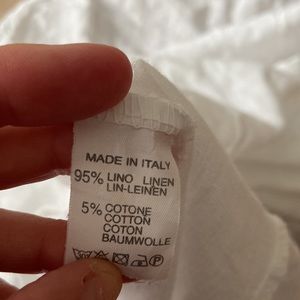 MADE IN ITALY
95% LINO LINEN
LIN-LEINEN
5% COTONE
COTTON
COTON
BAUMWOLLE
P